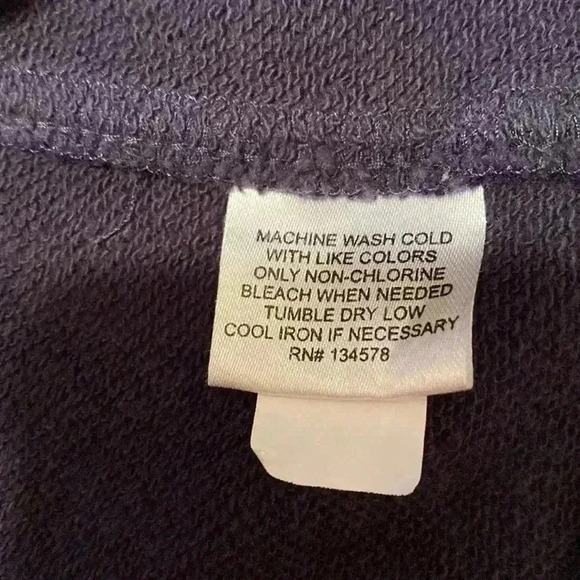 MACHINE WASH COLD
WITH LIKE COLORS
ONLY NON-CHLORINE
BLEACH WHEN NEEDED
TUMBLE DRY LOW
COOL IRON IF NECESSARY
RN# 134578